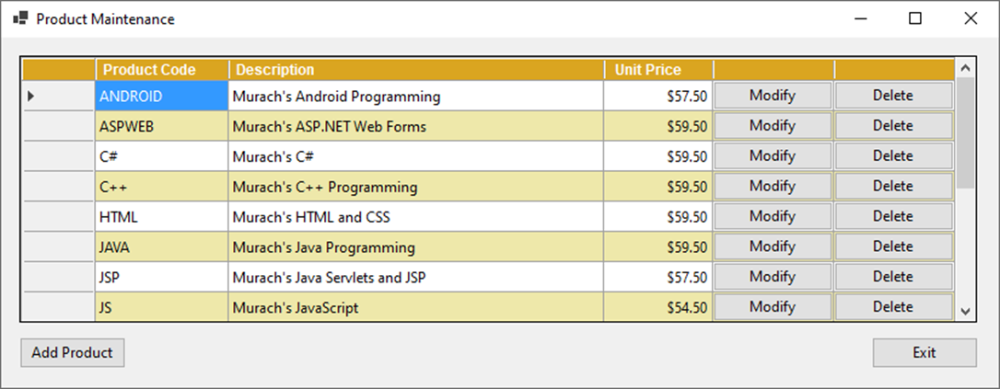 Product Maintenance
Product Code Description Unit Price
ANDROID Murach's Android Programming $57.50 Modify Delete
ASPWEB Murach's ASP.NET Web Forms $59.50 Modify Delete
C# Murach's C# $59.50 Modify Delete
C++ Murach's C++ Programming $59.50 Modify Delete
HTML Murach's HTML and CSS $59.50 Modify Delete
JAVA Murach's Java Programming $59.50 Modify Delete
JSP Murach's Java Servlets and JSP $57.50 Modify Delete
JS Murach's JavaScript $54.50 Modify Delete
Add Product Exit